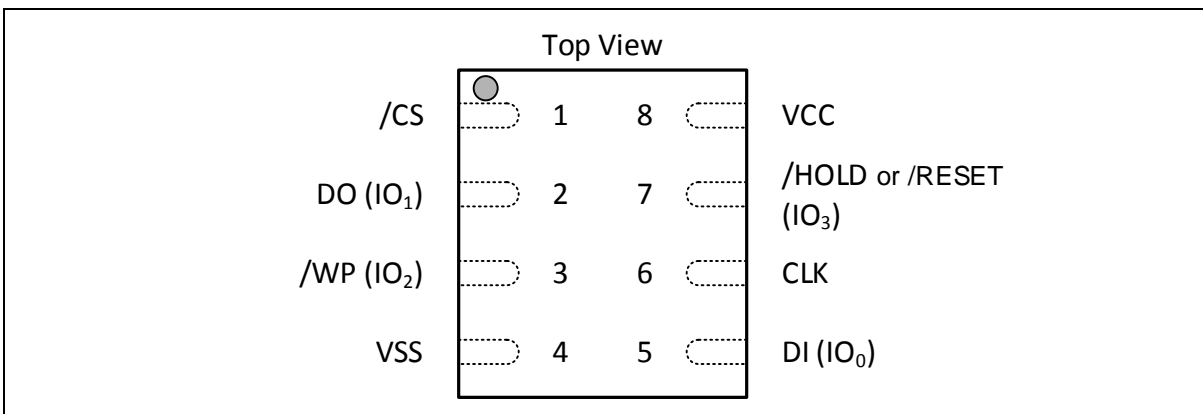 Top View
/CS 1 8 VCC
DO (IO₁) 2 7 /HOLD or /RESET
(IO₃)
/WP (IO₂) 3 6 CLK
VSS 4 5 DI (IO₀)